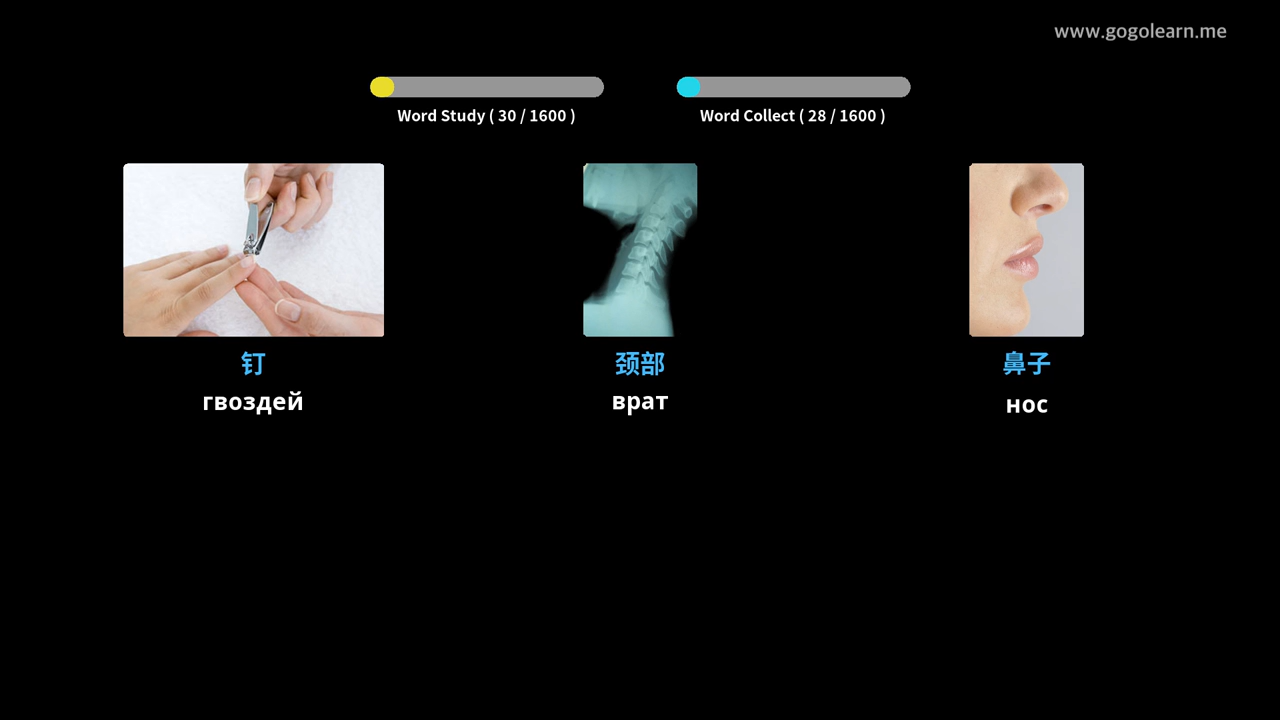 www.gogolearn.me
Word Study ( 30 / 1600 )
Word Collect ( 28 / 1600 )
钉
颈部
鼻子
гвоздей
врат
нос